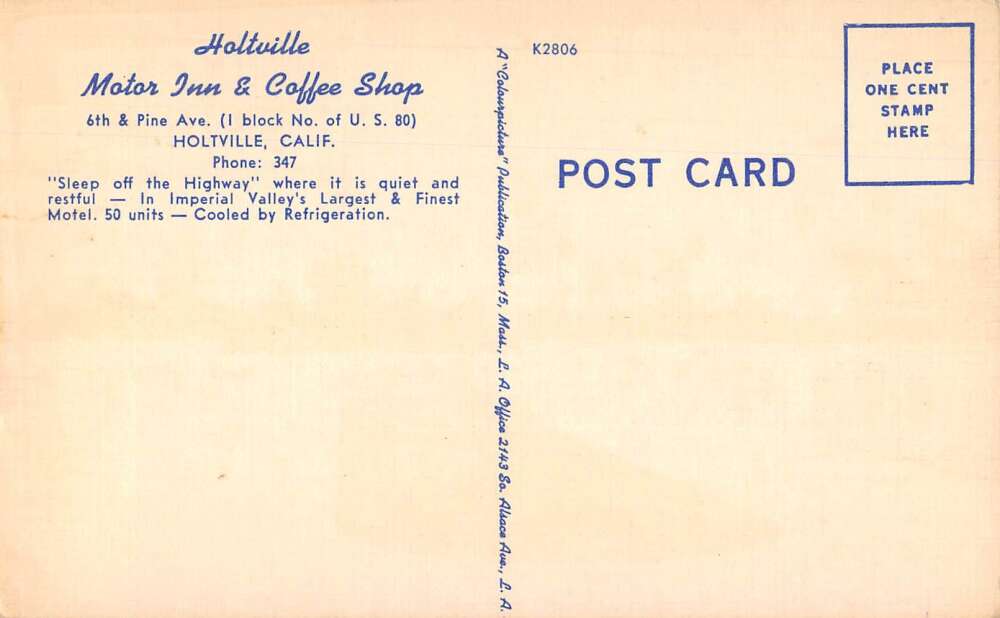 Holtville
Motor Inn & Coffee Shop
6th & Pine Ave. (1 block No. of U. S. 80)
HOLTVILLE, CALIF.
Phone: 347
"Sleep off the Highway" where it is quiet and
restful — In Imperial Valley's Largest & Finest
Motel. 50 units — Cooled by Refrigeration.
A "Colourpicture" Publication, Boston 15, Mass., L. A. Office 2143 So. Alsace Ave., L. A.
K2806
POST CARD
PLACE
ONE CENT
STAMP
HERE